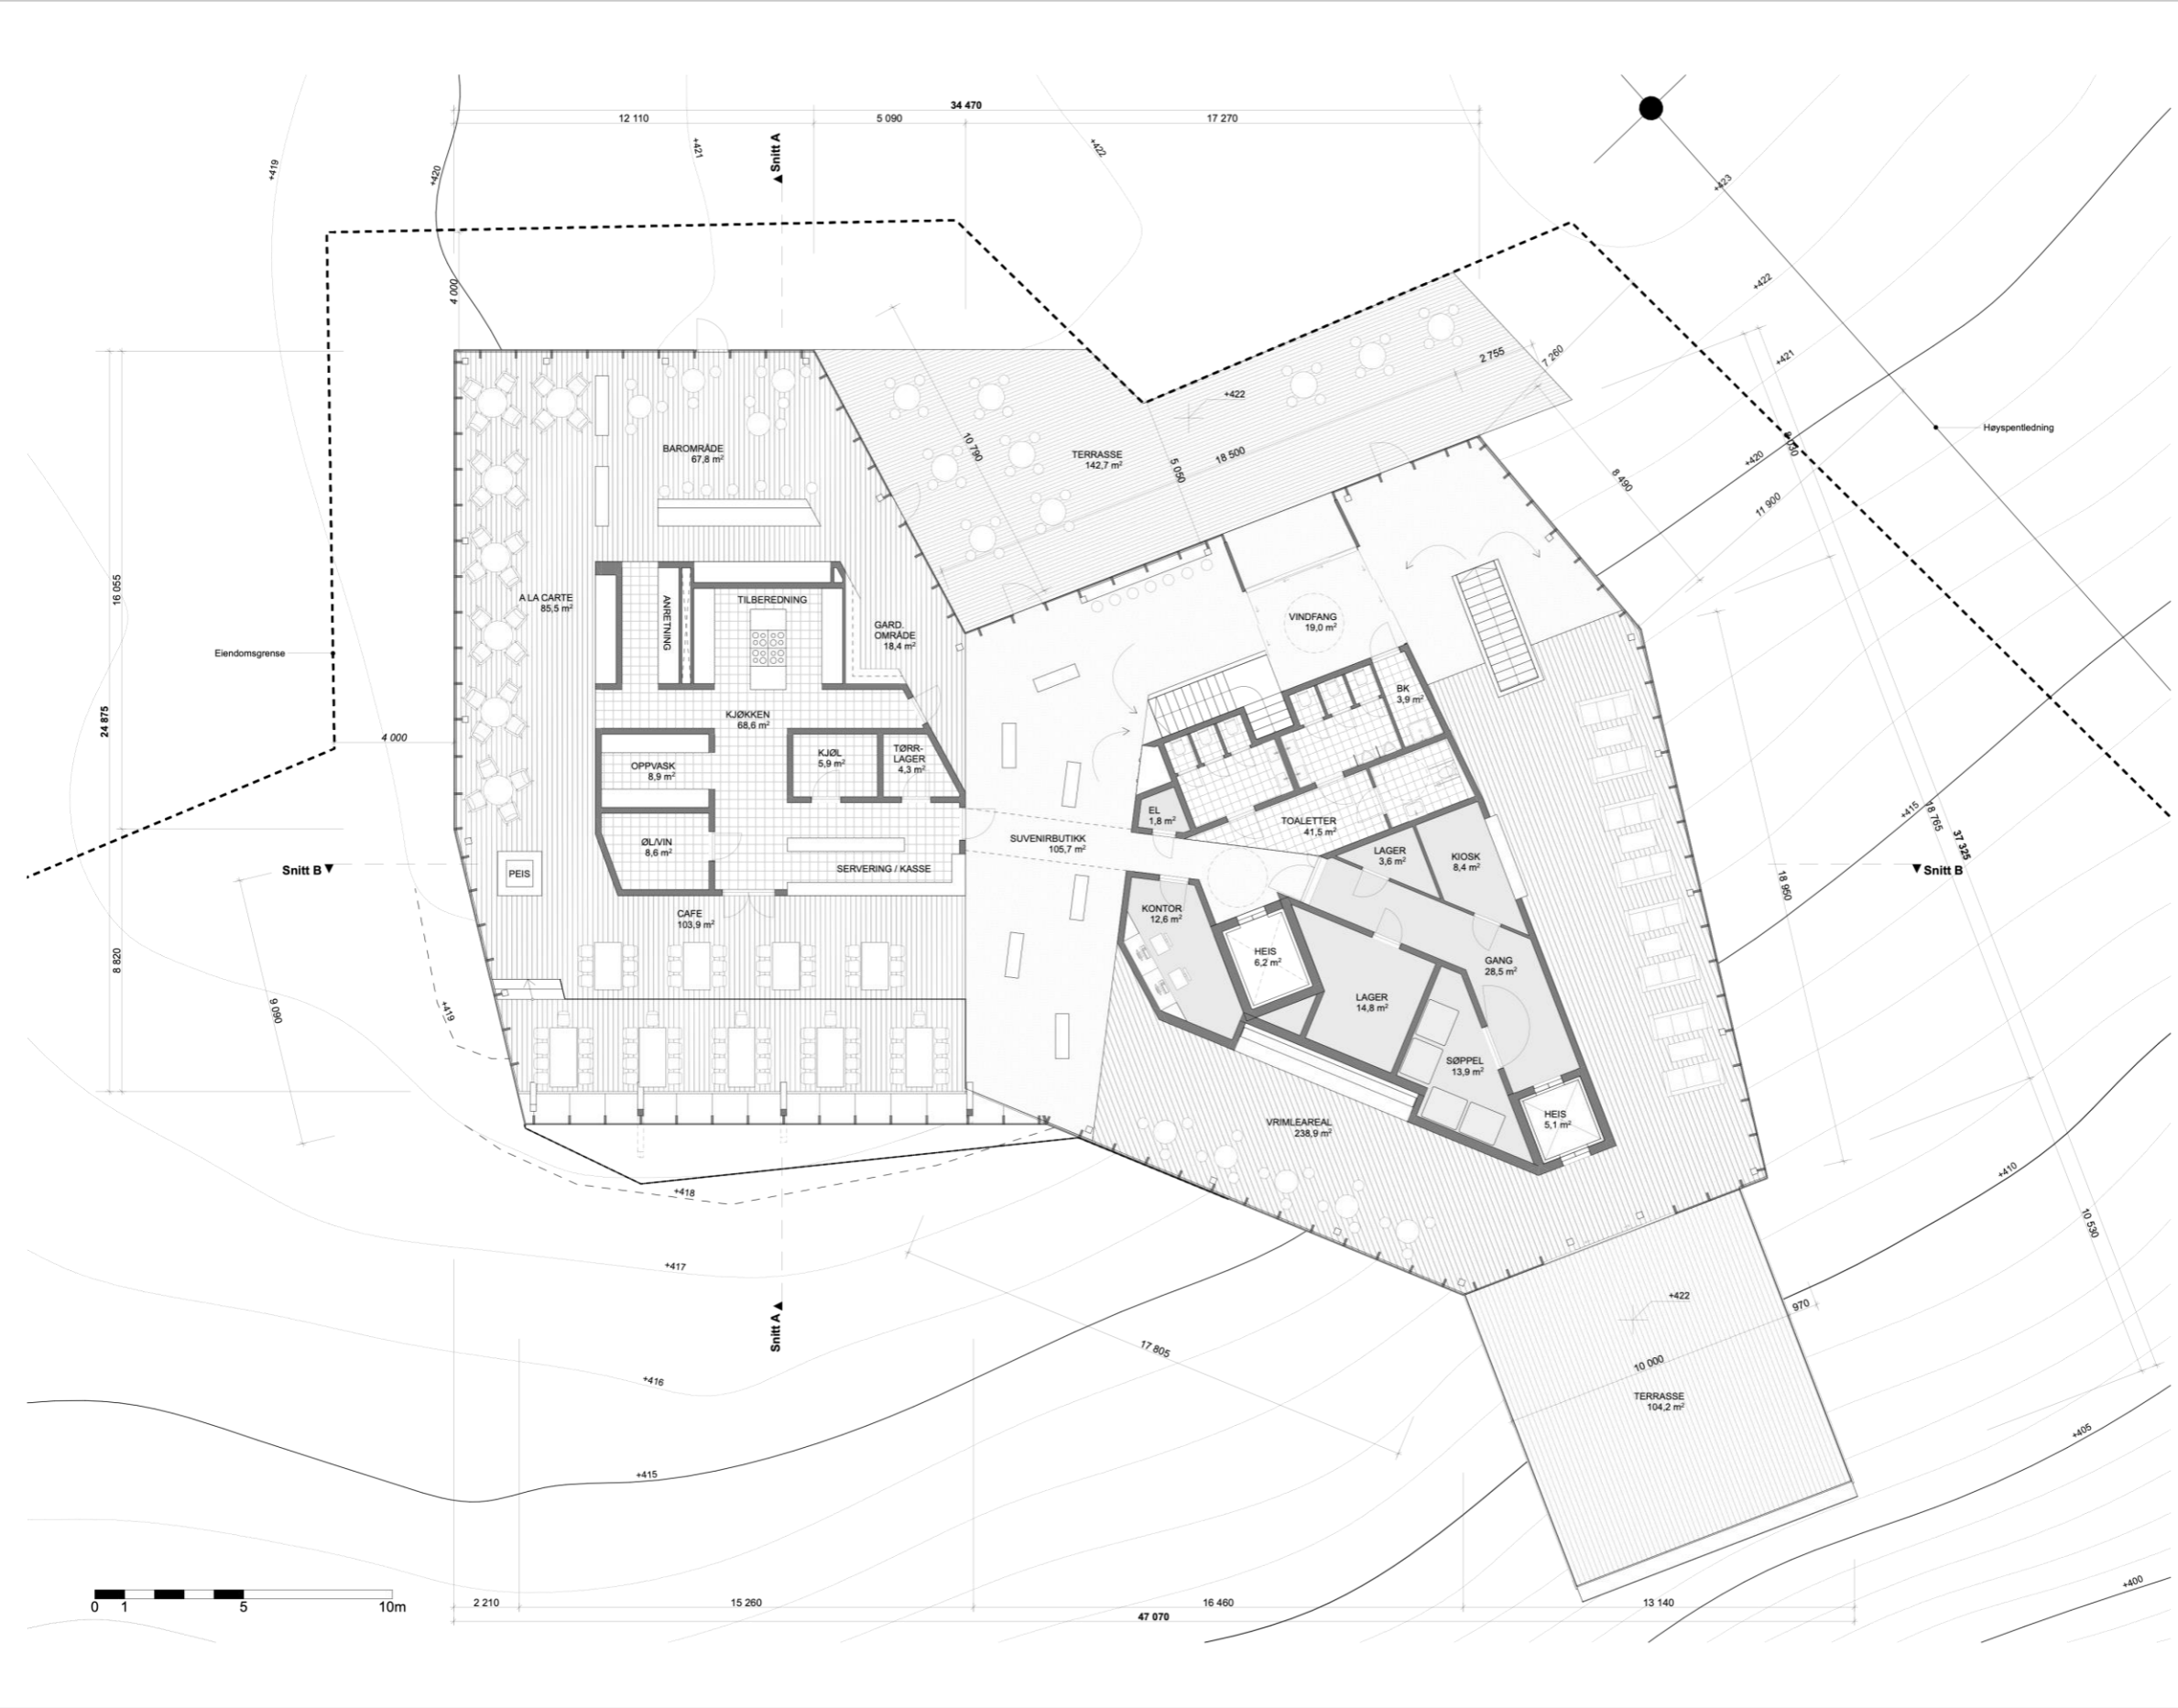 34 470
12 110
5 090
17 270
Snitt A
+419
+420
+421
+422
+423
4 000
+422
+421
+420
+422
2 755
7 260
8 030
Høyspentledning
10 790
5 050
18 500
TERRASSE
142,7 m²
8 490
11 900
BAROMRÅDE
67,8 m²
16 055
24 875
8 820
A LA CARTE
85,5 m²
ANRETNING
TILBEREDNING
GARD.
OMRÅDE
18,4 m²
VINDFANG
19,0 m²
Eiendomsgrense
4 000
BK
3,9 m²
KJØKKEN
68,6 m²
OPPVASK
8,9 m²
KJØL
5,9 m²
TØRR-
LAGER
4,3 m²
EL
1,8 m²
TOALETTER
41,5 m²
SUVENIRBUTIKK
105,7 m²
ØL/VIN
8,6 m²
SERVERING / KASSE
LAGER
3,6 m²
KIOSK
8,4 m²
+415
18 765
37 325
18 950
Snitt B
Snitt B
PEIS
CAFE
103,9 m²
KONTOR
12,6 m²
HEIS
6,2 m²
GANG
28,5 m²
LAGER
14,8 m²
SØPPEL
13,9 m²
HEIS
5,1 m²
9 090
+419
VRIMLEAREAL
238,9 m²
+418
+410
10 530
+417
Snitt A
+422
970
17 805
10 000
TERRASSE
104,2 m²
+416
+415
+405
+400
0 1 5 10m
2 210
15 260
16 460
13 140
47 070